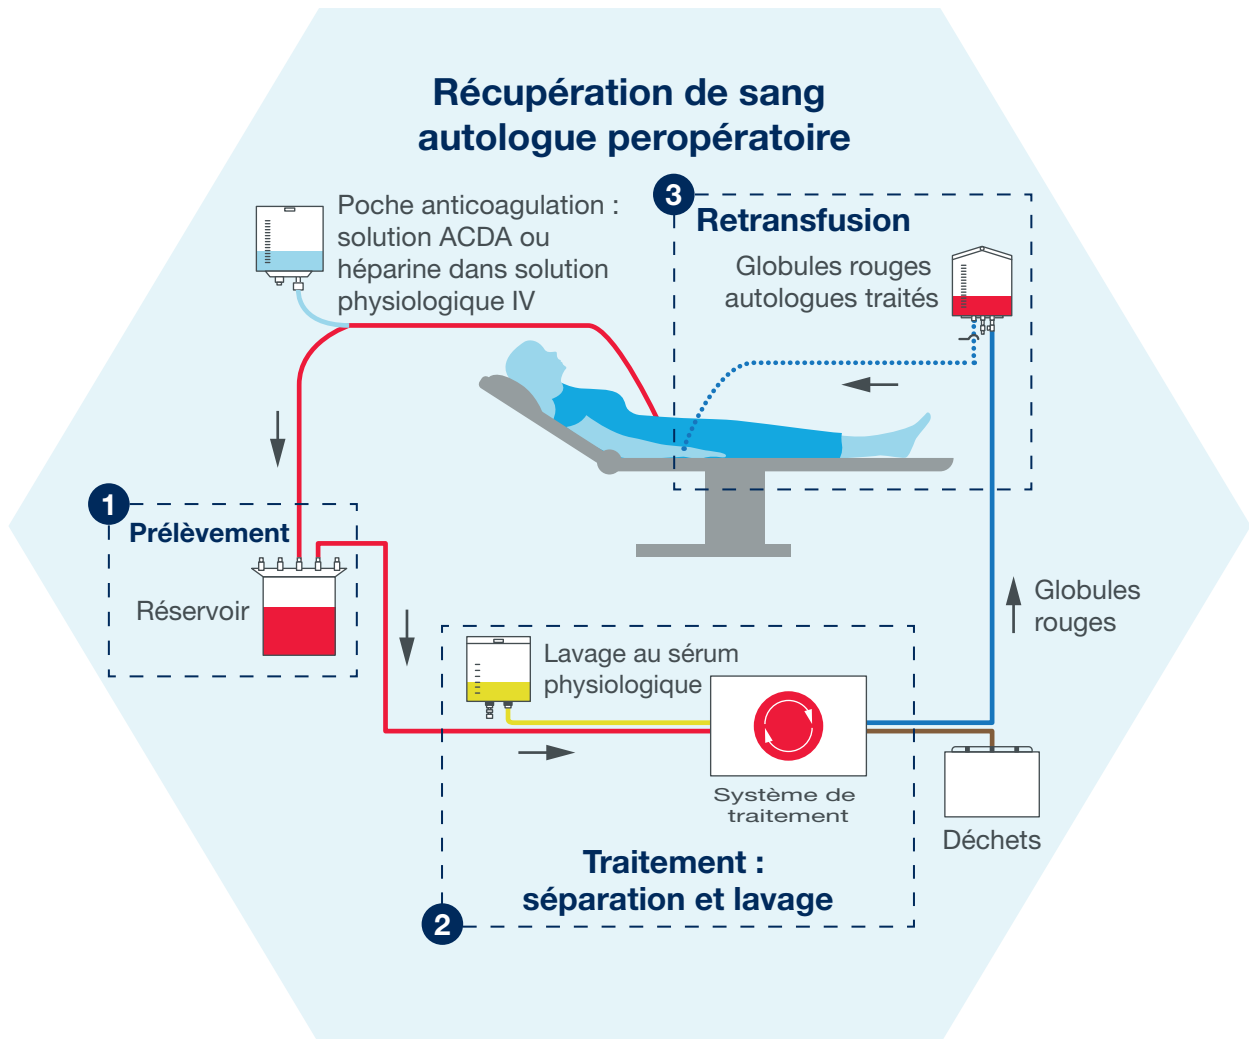 Récupération de sang
autologue peropératoire
Poche anticoagulation :
solution ACDA ou
héparine dans solution
physiologique IV
3
Retransfusion
Globules rouges
autologues traités
1
Prélèvement
Réservoir
Globules
rouges
Lavage au sérum
physiologique
Système de
traitement
Déchets
Traitement :
séparation et lavage
2